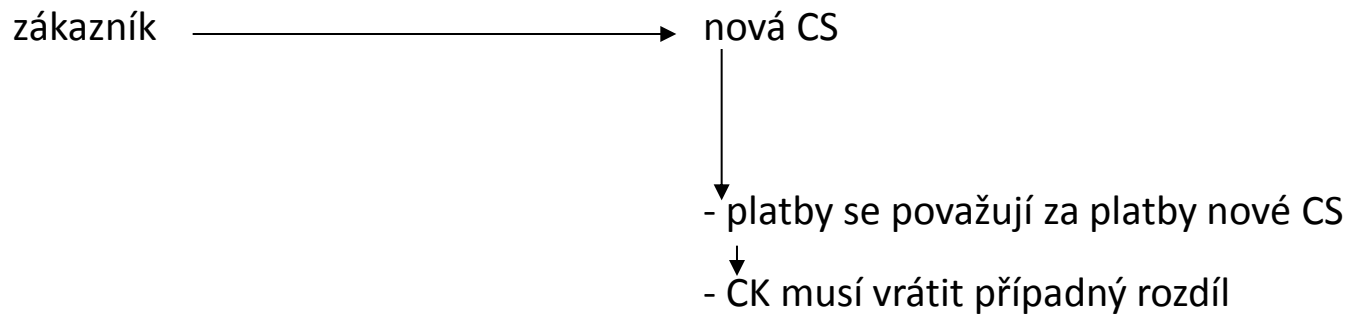 zákazník
nová CS
- platby se považují za platby nové CS
- CK musí vrátit případný rozdíl